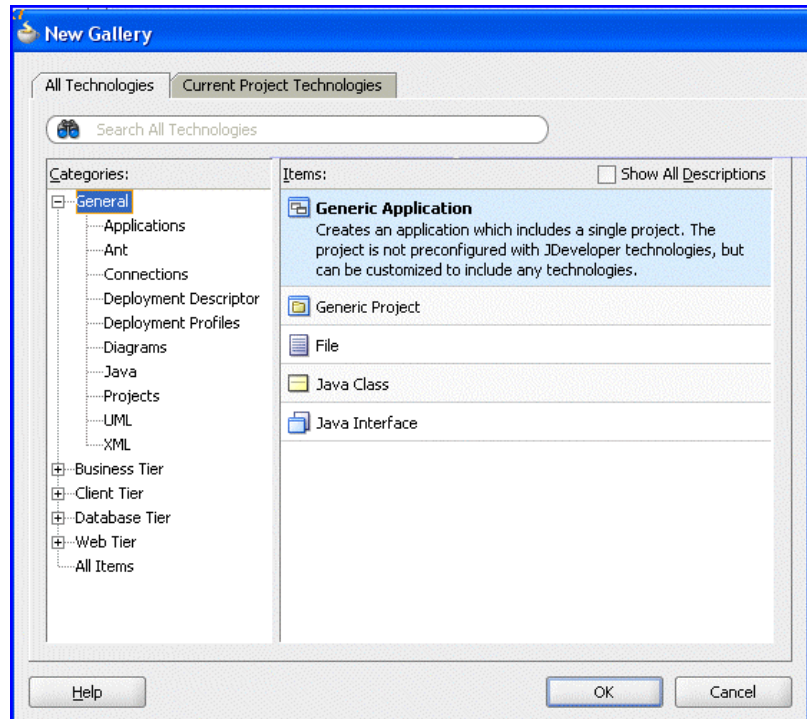 New Gallery
All Technologies
Current Project Technologies
Search All Technologies
Categories:
General
Applications
Ant
Connections
Deployment Descriptor
Deployment Profiles
Diagrams
Java
Projects
UML
XML
Business Tier
Client Tier
Database Tier
Web Tier
All Items
Items:
Show All Descriptions
Generic Application
Creates an application which includes a single project. The
project is not preconfigured with JDeveloper technologies, but
can be customized to include any technologies.
Generic Project
File
Java Class
Java Interface
Help
OK
Cancel